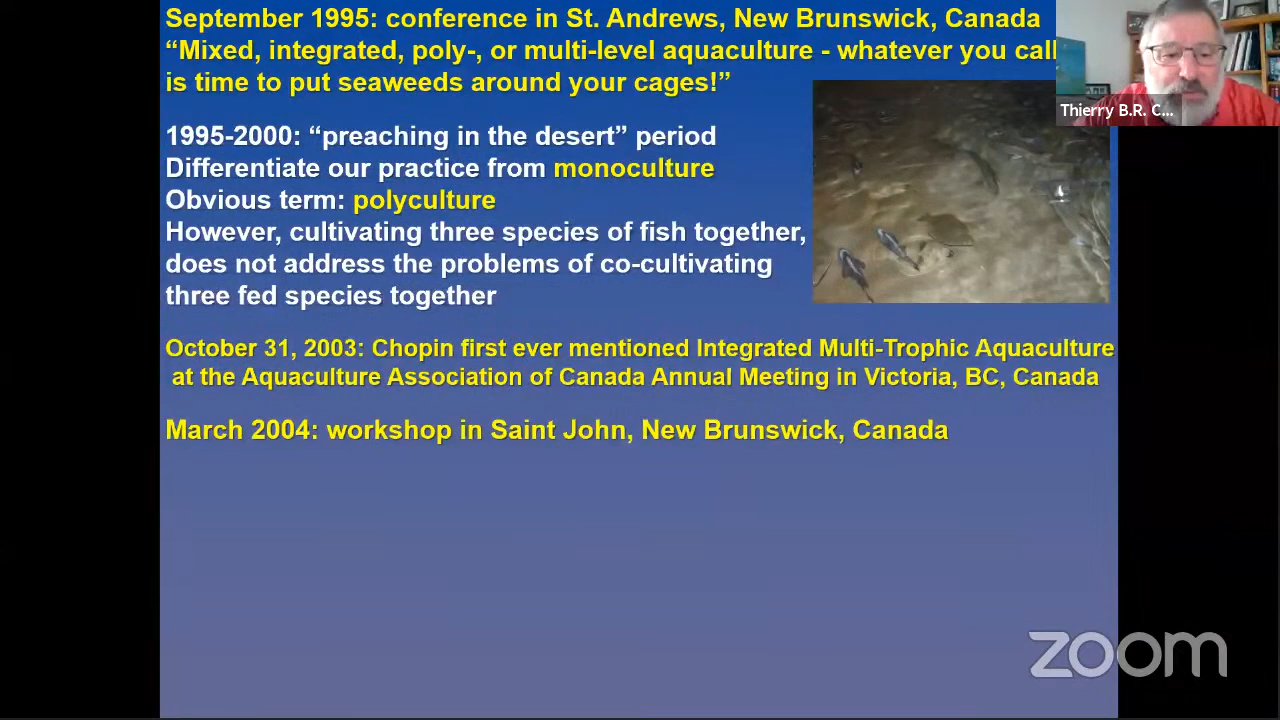 September 1995: conference in St. Andrews, New Brunswick, Canada
“Mixed, integrated, poly-, or multi-level aquaculture - whatever you call
is time to put seaweeds around your cages!”
Thierry B.R. C...
1995-2000: “preaching in the desert” period
Differentiate our practice from monoculture
Obvious term: polyculture
However, cultivating three species of fish together,
does not address the problems of co-cultivating
three fed species together
October 31, 2003: Chopin first ever mentioned Integrated Multi-Trophic Aquaculture
at the Aquaculture Association of Canada Annual Meeting in Victoria, BC, Canada
March 2004: workshop in Saint John, New Brunswick, Canada
zoom